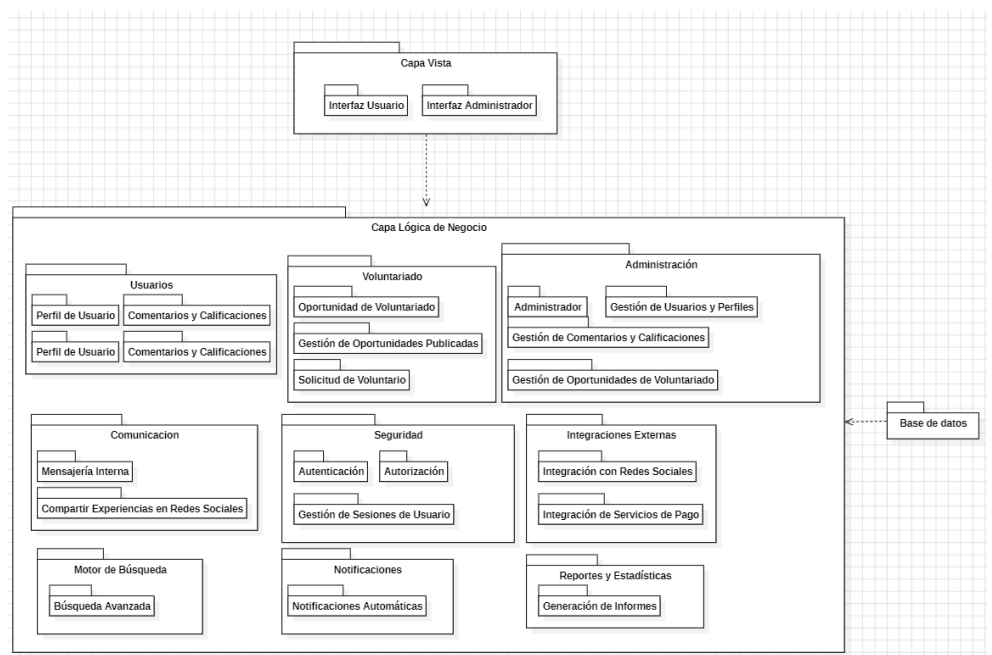 Capa Vista
Interfaz Usuario
Interfaz Administrador
Capa Lógica de Negocio
Usuarios
Perfil de Usuario
Comentarios y Calificaciones
Perfil de Usuario
Comentarios y Calificaciones
Voluntariado
Oportunidad de Voluntariado
Gestión de Oportunidades Publicadas
Solicitud de Voluntario
Administración
Administrador
Gestión de Usuarios y Perfiles
Gestión de Comentarios y Calificaciones
Gestión de Oportunidades de Voluntariado
Base de datos
Comunicacion
Mensajería Interna
Compartir Experiencias en Redes Sociales
Seguridad
Autenticación
Autorización
Gestión de Sesiones de Usuario
Integraciones Externas
Integración con Redes Sociales
Integración de Servicios de Pago
Motor de Búsqueda
Búsqueda Avanzada
Notificaciones
Notificaciones Automáticas
Reportes y Estadísticas
Generación de Informes